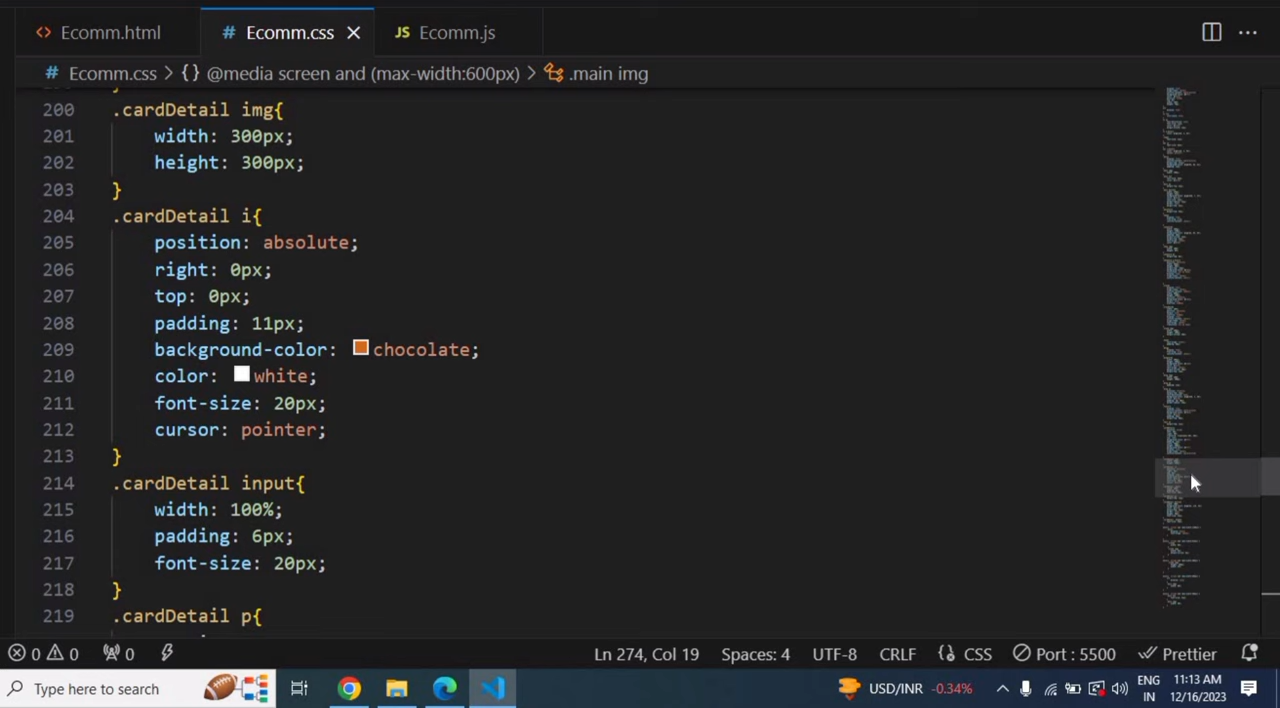 Ecomm.html
# Ecomm.css
JS Ecomm.js
# Ecomm.css > {} @media screen and (max-width:600px) > .main img
200 .cardDetail img{
201 width: 300px;
202 height: 300px;
203 }
204 .cardDetail i{
205 position: absolute;
206 right: 0px;
207 top: 0px;
208 padding: 11px;
209 background-color: chocolate;
210 color: white;
211 font-size: 20px;
212 cursor: pointer;
213 }
214 .cardDetail input{
215 width: 100%;
216 padding: 6px;
217 font-size: 20px;
218 }
219 .cardDetail p{
0 0 0 Ln 274, Col 19 Spaces: 4 UTF-8 CRLF {} CSS Port : 5500 Prettier
Type here to search
USD/INR -0.34%
ENG
IN
11:13 AM
12/16/2023